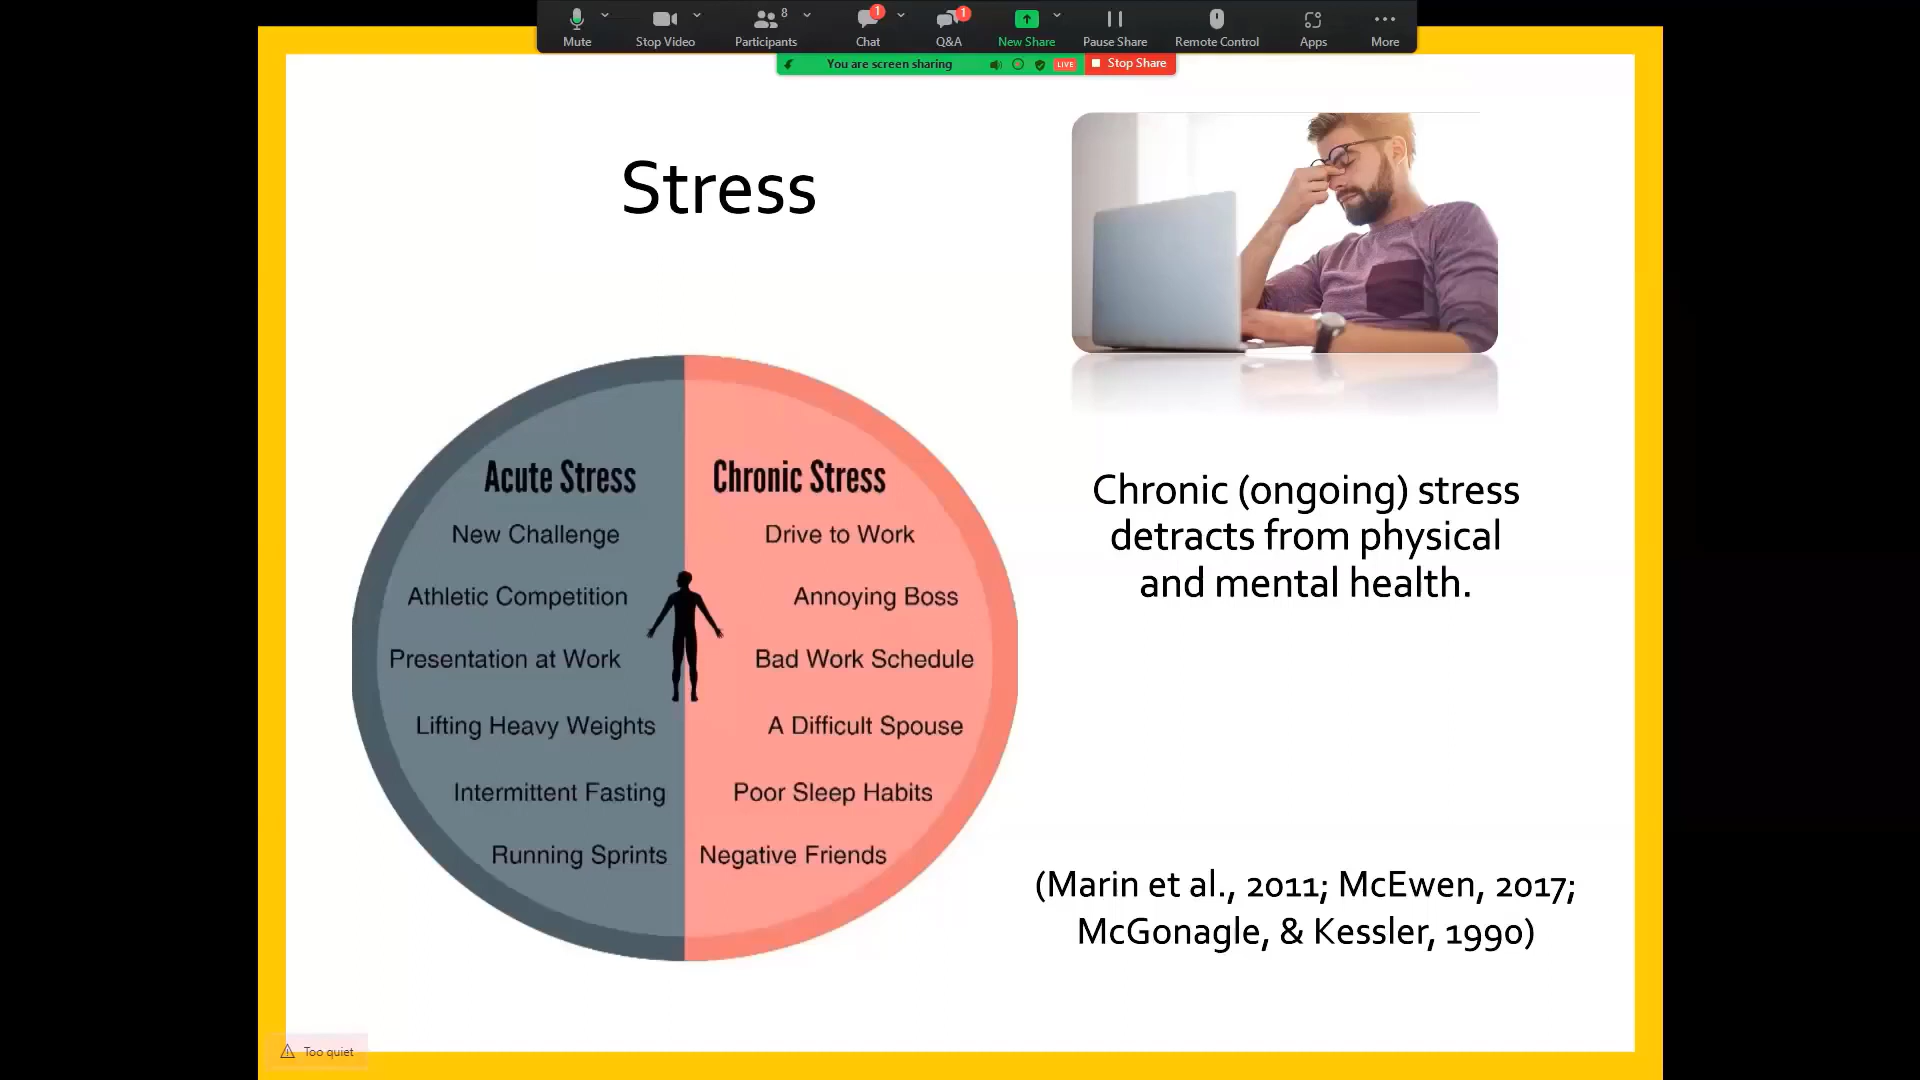 8
1
1
Mute
Stop Video
Participants
Chat
Q&A
New Share
Pause Share
Remote Control
Apps
More
You are screen sharing
LIVE
Stop Share
Stress
Acute Stress
New Challenge
Athletic Competition
Presentation at Work
Lifting Heavy Weights
Intermittent Fasting
Running Sprints
Chronic Stress
Drive to Work
Annoying Boss
Bad Work Schedule
A Difficult Spouse
Poor Sleep Habits
Negative Friends
Chronic (ongoing) stress
detracts from physical
and mental health.
(Marin et al., 2011; McEwen, 2017;
McGonagle, & Kessler, 1990)
Too quiet